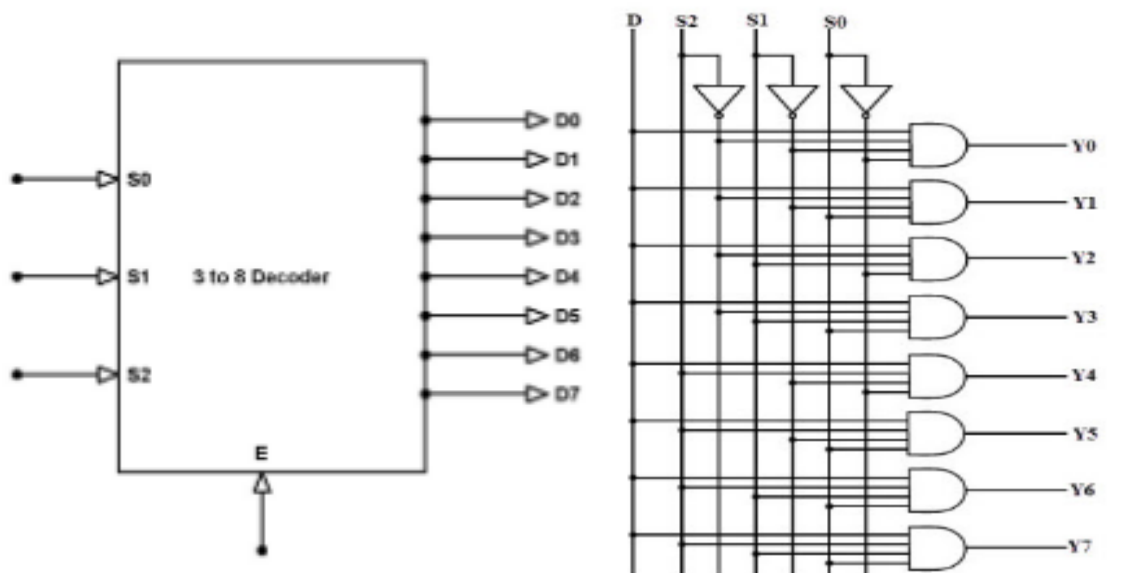 D0
D1
D2
D3
D4
D5
D6
D7
S0
S1
S2
3 to 8 Decoder
E
D S2 S1 S0
Y0
Y1
Y2
Y3
Y4
Y5
Y6
Y7